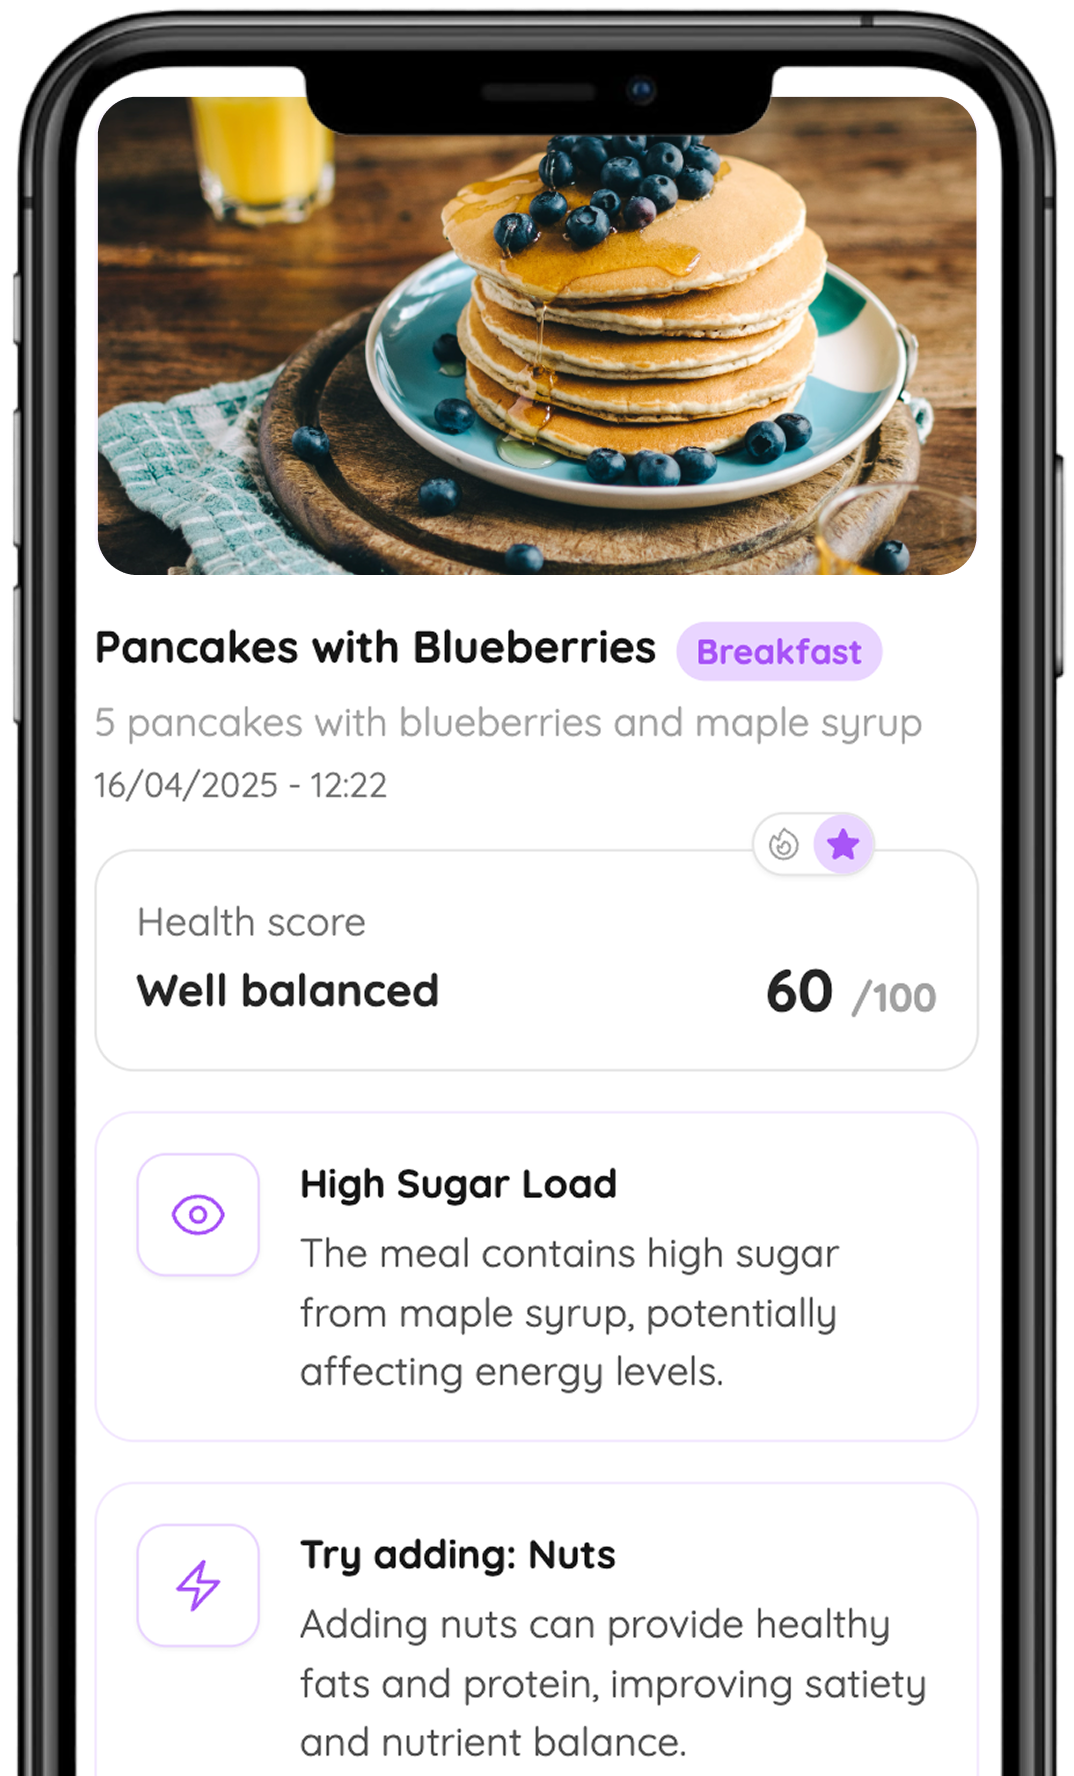 Pancakes with Blueberries Breakfast
5 pancakes with blueberries and maple syrup
16/04/2025 - 12:22
Health score
Well balanced 60 /100
High Sugar Load
The meal contains high sugar
from maple syrup, potentially
affecting energy levels.
Try adding: Nuts
Adding nuts can provide healthy
fats and protein, improving satiety
and nutrient balance.